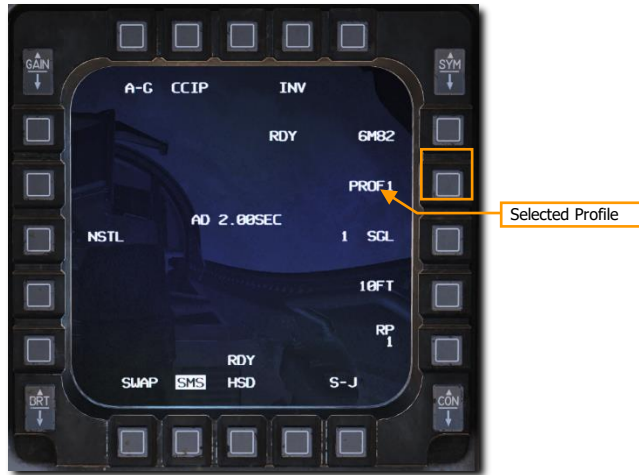 GAIN
SYM
A-G CCIP INV
RDY 6M82
PROF1
Selected Profile
AD 2.00SEC
NSTL 1 SGL
10FT
RP
1
RDY
SWAP SMS HSD S-J
BRT
CON